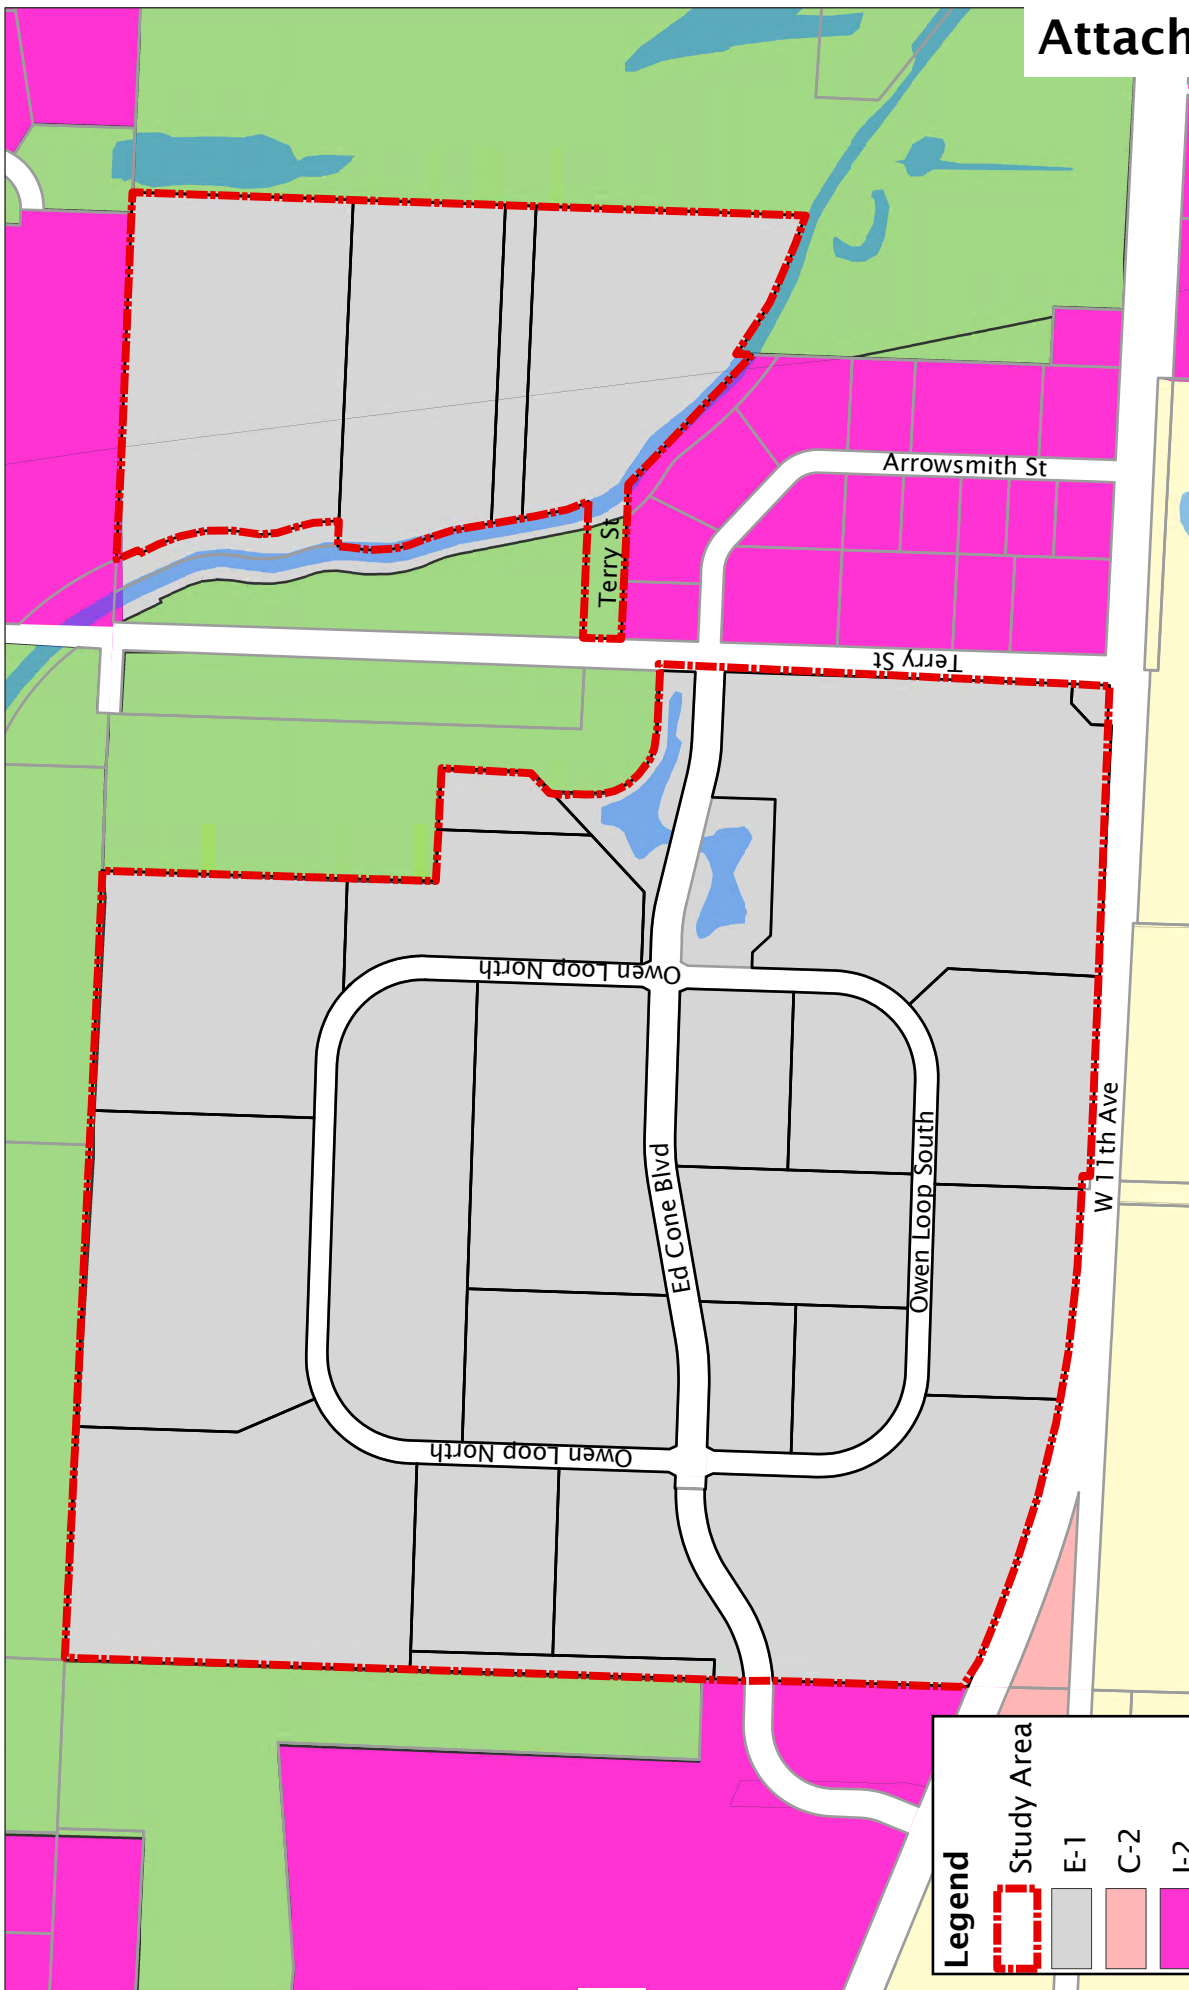 Attach
Arrowsmith St
Terry St
Terry St
Owen Loop North
W 11th Ave
Owen Loop South
Ed Cone Blvd
Owen Loop North
Legend
Study Area
E-1
C-2
I-2